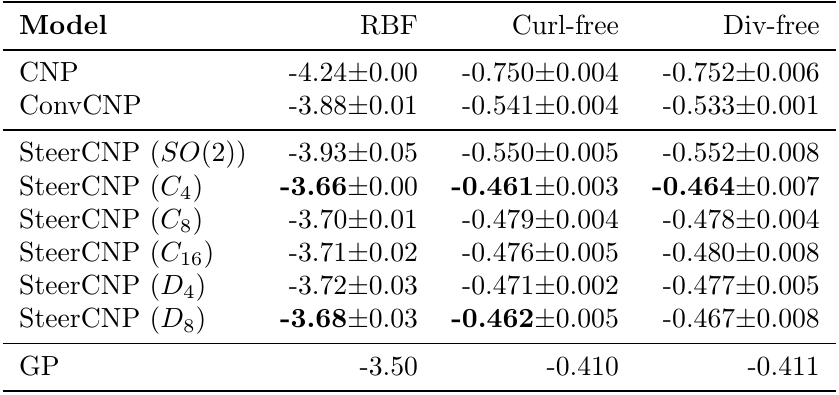 Model RBF Curl-free Div-free
CNP -4.24±0.00 -0.750±0.004 -0.752±0.006
ConvCNP -3.88±0.01 -0.541±0.004 -0.533±0.001
SteerCNP (SO(2)) -3.93±0.05 -0.550±0.005 -0.552±0.008
SteerCNP (C4) -3.66±0.00 -0.461±0.003 -0.464±0.007
SteerCNP (C8) -3.70±0.01 -0.479±0.004 -0.478±0.004
SteerCNP (C16) -3.71±0.02 -0.476±0.005 -0.480±0.008
SteerCNP (D4) -3.72±0.03 -0.471±0.002 -0.477±0.005
SteerCNP (D8) -3.68±0.03 -0.462±0.005 -0.467±0.008
GP -3.50 -0.410 -0.411